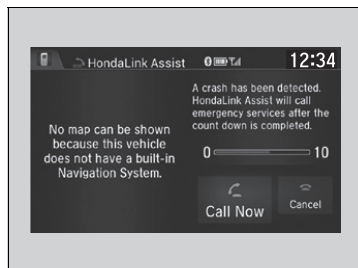 HondaLink Assist
12:34
No map can be shown
because this vehicle
does not have a built-in
Navigation System.
A crash has been detected.
HondaLink Assist will call
emergency services after the
count down is completed.
0 10
Call Now
Cancel